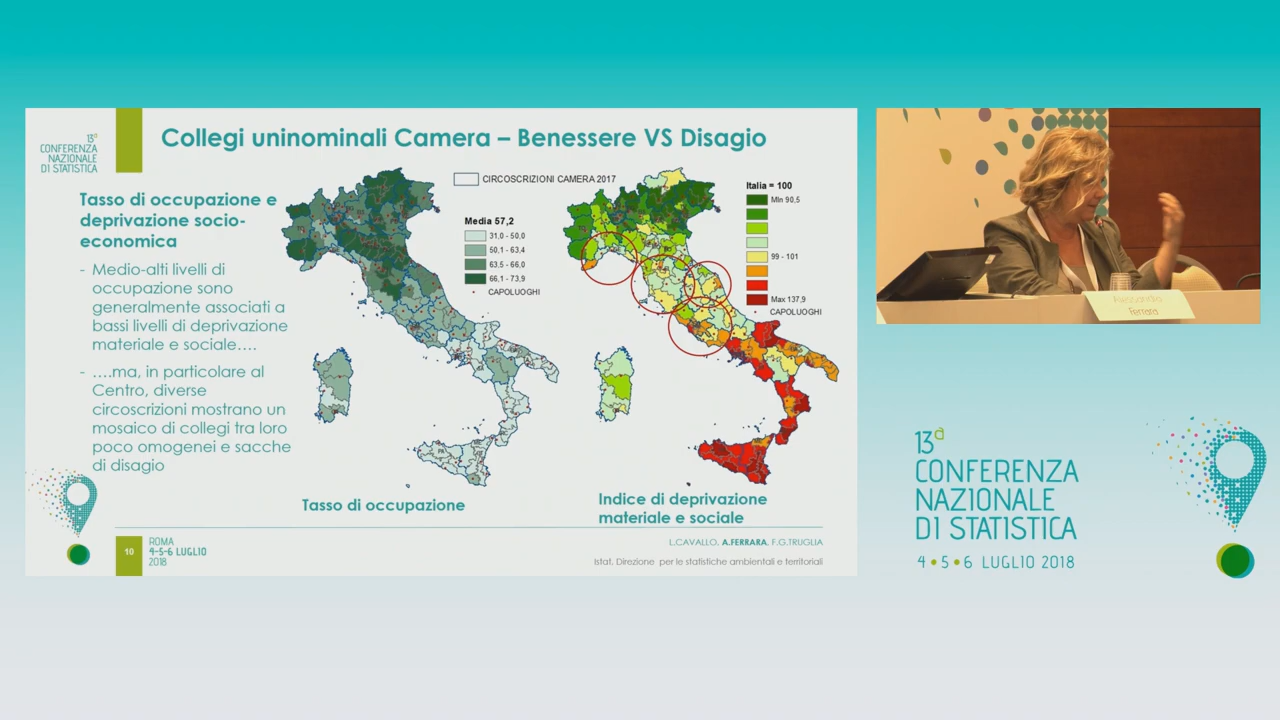 13ª
CONFERENZA
NAZIONALE
DI STATISTICA
Collegi uninominali Camera – Benessere VS Disagio
Tasso di occupazione e
deprivazione socio-
economica
- Medio-alti livelli di
occupazione sono
generalmente associati a
bassi livelli di deprivazione
materiale e sociale….
- ….ma, in particolare al
Centro, diverse
circoscrizioni mostrano un
mosaico di collegi tra loro
poco omogenei e sacche
di disagio
CIRCOSCRIZIONI CAMERA 2017
Media 57,2
31,0 - 50,0
50,1 - 63,4
63,5 - 66,0
66,1 - 73,9
CAPOLUOGHI
Tasso di occupazione
Italia = 100
MIn 90,5
99 - 101
Max 137,9
CAPOLUOGHI
Indice di deprivazione
materiale e sociale
10
ROMA
4-5-6 LUGLIO
2018
L.CAVALLO, A.FERRARA, F.G.TRUGLIA
Istat, Direzione per le statistiche ambientali e territoriali
Alessandra
Ferrara
13ª
CONFERENZA
NAZIONALE
DI STATISTICA
4 • 5 • 6 LUGLIO 2018